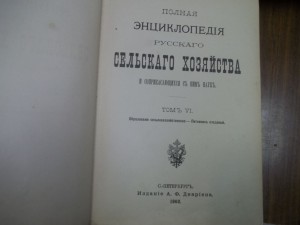 ПОЛНАЯ
ЭНЦИКЛОПЕДІЯ
РУССКАГО
СЕЛЬСКАГО ХОЗЯЙСТВА
И СОПРИКАСАЮЩИХСЯ СЪ НИМЪ НАУКЪ.
ТОМЪ VI.
С.-ПЕТЕРБУРГЪ.
Изданіе А. Ф. Девріена.